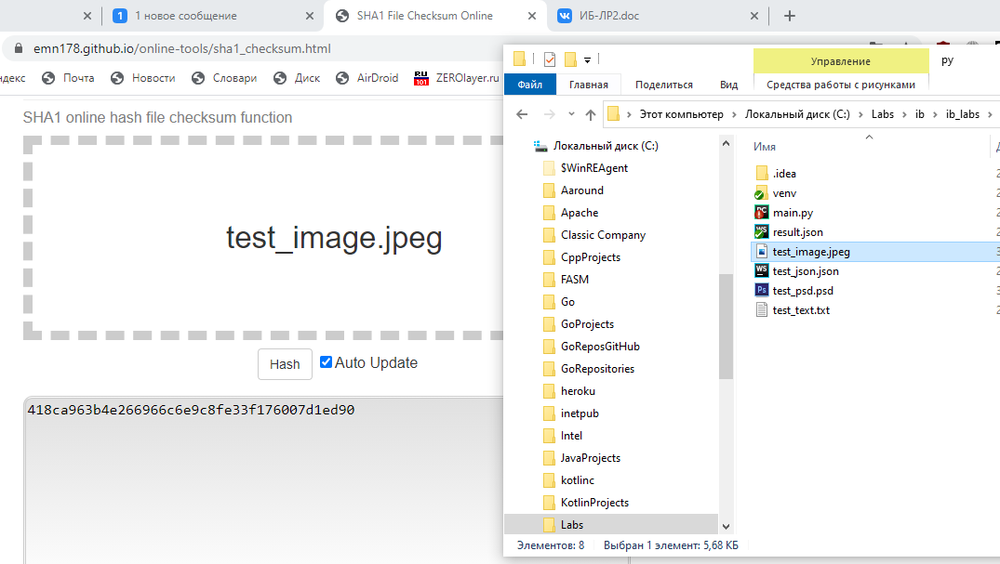 1 1 новое сообщение
SHA1 File Checksum Online
ИБ-ЛР2.doc
emn178.github.io/online-tools/sha1_checksum.html
ндекс
Почта
Новости
Словари
Диск
AirDroid
RU 101
ZEROlayer.ru
SHA1 online hash file checksum function
test_image.jpeg
Hash
Auto Update
418ca963b4e266966c6e9c8fe33f176007d1ed90
Управление
py
Файл
Главная
Поделиться
Вид
Средства работы с рисунками
Этот компьютер > Локальный диск (C:) > Labs > ib > ib_labs >
Локальный диск (C:)
$WinREAgent
Aaround
Apache
Classic Company
CppProjects
FASM
Go
GoProjects
GoReposGitHub
GoRepositories
heroku
inetpub
Intel
JavaProjects
kotlinc
KotlinProjects
Labs
Имя
.idea
venv
main.py
result.json
test_image.jpeg
test_json.json
test_psd.psd
test_text.txt
Элементов: 8
Выбран 1 элемент: 5,68 КБ